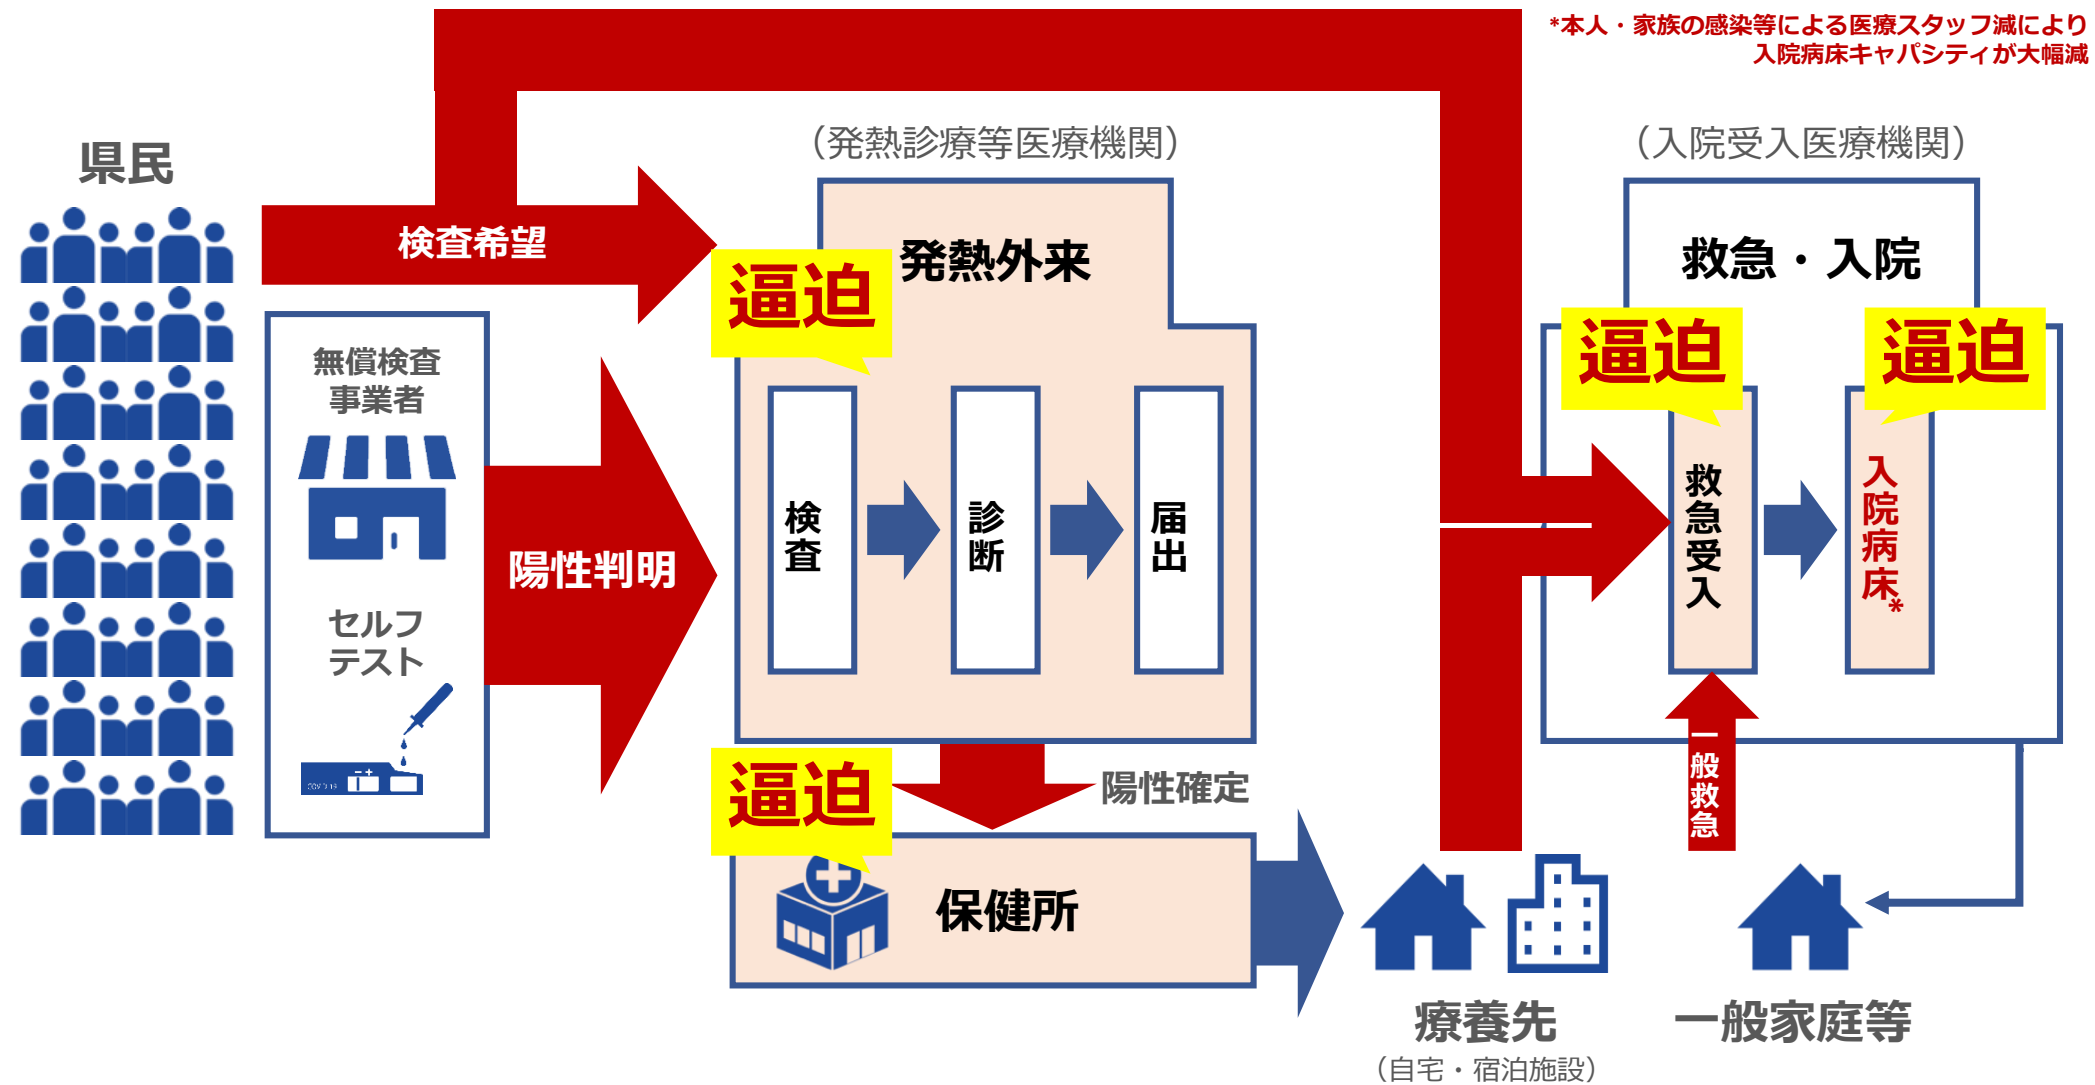 *本人・家族の感染等による医療スタッフ減により
入院病床キャパシティが大幅減
県民
検査希望
無償検査
事業者
セルフ
テスト
陽性判明
（発熱診療等医療機関）
発熱外来
逼迫
検査
診断
届出
陽性確定
逼迫
保健所
療養先
（自宅・宿泊施設）
（入院受入医療機関）
救急・入院
逼迫
逼迫
救急受入
入院病床*
一般救急
一般家庭等